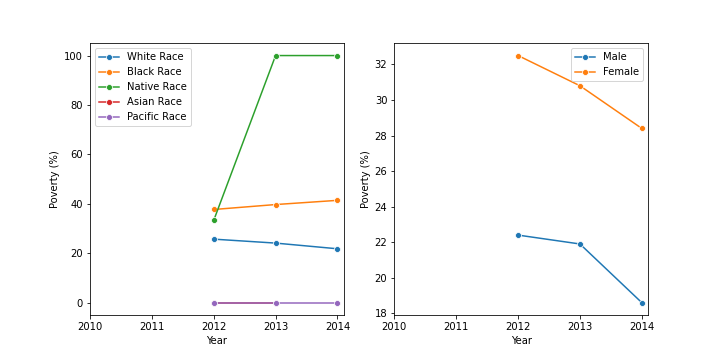 White Race
Black Race
Native Race
Asian Race
Pacific Race
100
80
60
40
20
0
Poverty (%)
2010 2011 2012 2013 2014
Year
Male
Female
32
30
28
26
24
22
20
18
Poverty (%)
2010 2011 2012 2013 2014
Year